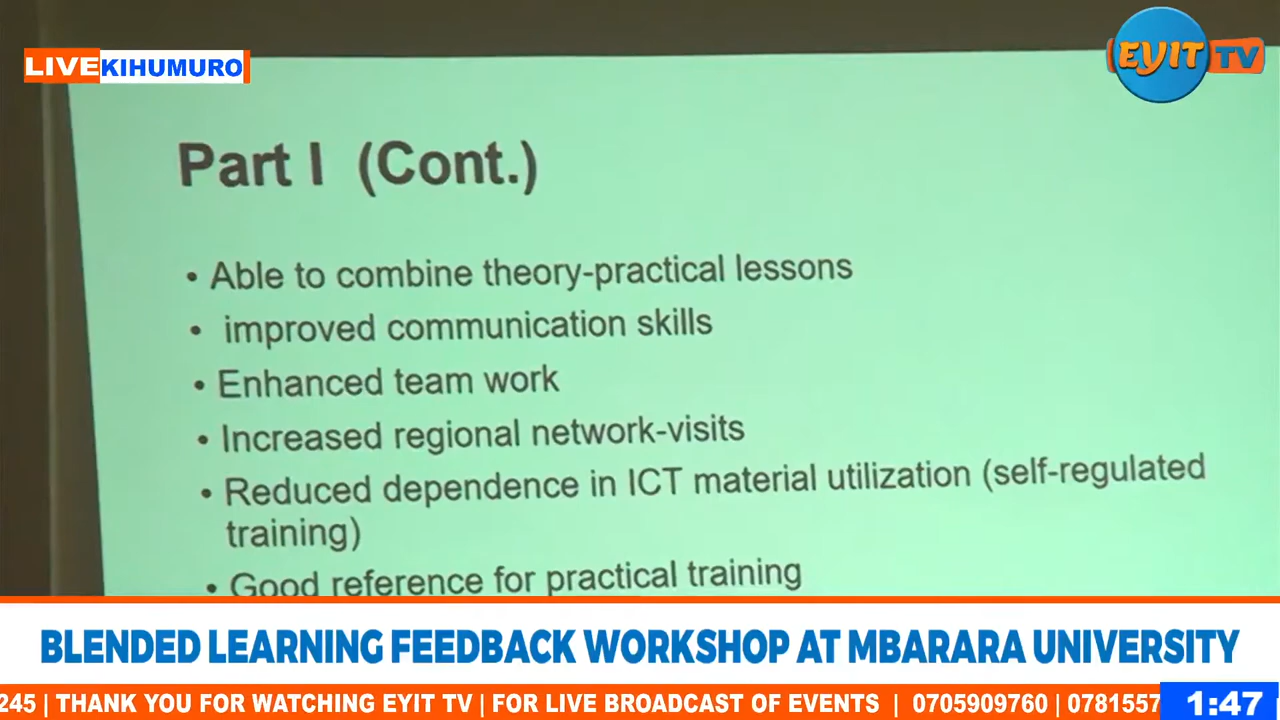 LIVE KIHUMURO
EYIT TV
Part I (Cont.)
• Able to combine theory-practical lessons
• improved communication skills
• Enhanced team work
• Increased regional network-visits
• Reduced dependence in ICT material utilization (self-regulated
training)
• Good reference for practical training
BLENDED LEARNING FEEDBACK WORKSHOP AT MBARARA UNIVERSITY
245 | THANK YOU FOR WATCHING EYIT TV | FOR LIVE BROADCAST OF EVENTS | 0705909760 | 0781557
1:47